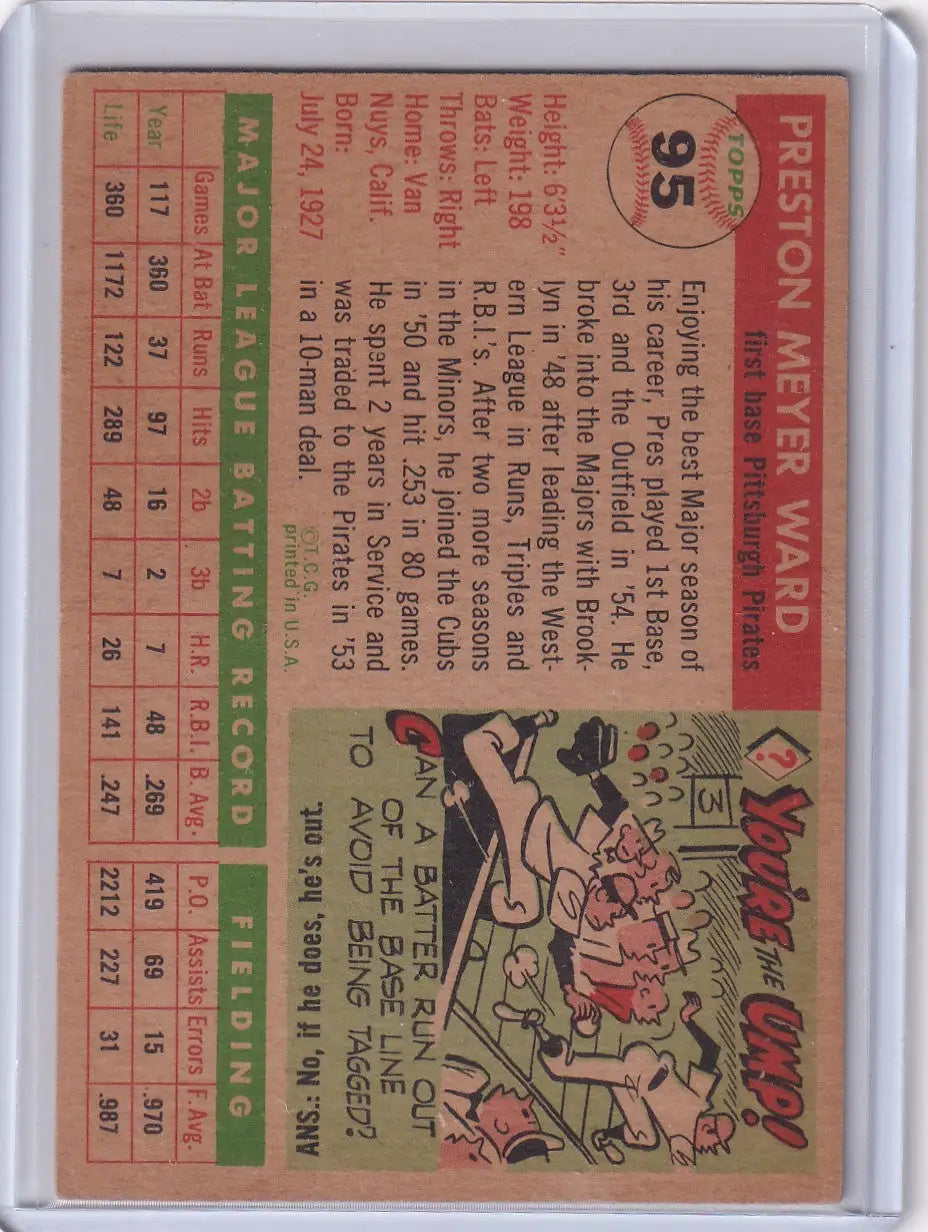 PRESTON MEYER WARD
first base Pittsburgh Pirates
TOPPS
95
Height: 6'3½"
Weight: 198
Bats: Left
Throws: Right
Home: Van
Nuys, Calif.
Born:
July 24, 1927
Enjoying the best Major season of
his career, Pres played 1st Base,
3rd and the Outfield in '54. He
broke into the Majors with Brook-
lyn in '48 after leading the West-
ern League in Runs, Triples and
R.B.I.'s. After two more seasons
in the Minors, he joined the Cubs
in '50 and hit .253 in 80 games.
He spent 2 years in Service and
was traded to the Pirates in '53
in a 10-man deal.
©T.C.G.
printed in U.S.A.
? YOU'RE THE UMP!
3
CAN A BATTER RUN OUT
OF THE BASE LINE
TO AVOID BEING TAGGED?
ANS.: No, if he does, he's out.
MAJOR LEAGUE BATTING RECORD FIELDING
Games At Bat Runs Hits 2b 3b H.R. R.B.I. B. Avg. P.O. Assists Errors F. Avg.
Year 117 360 37 97 16 2 7 48 .269 419 69 15 .970
Life 360 1172 122 289 48 7 26 141 .247 2212 227 31 .987